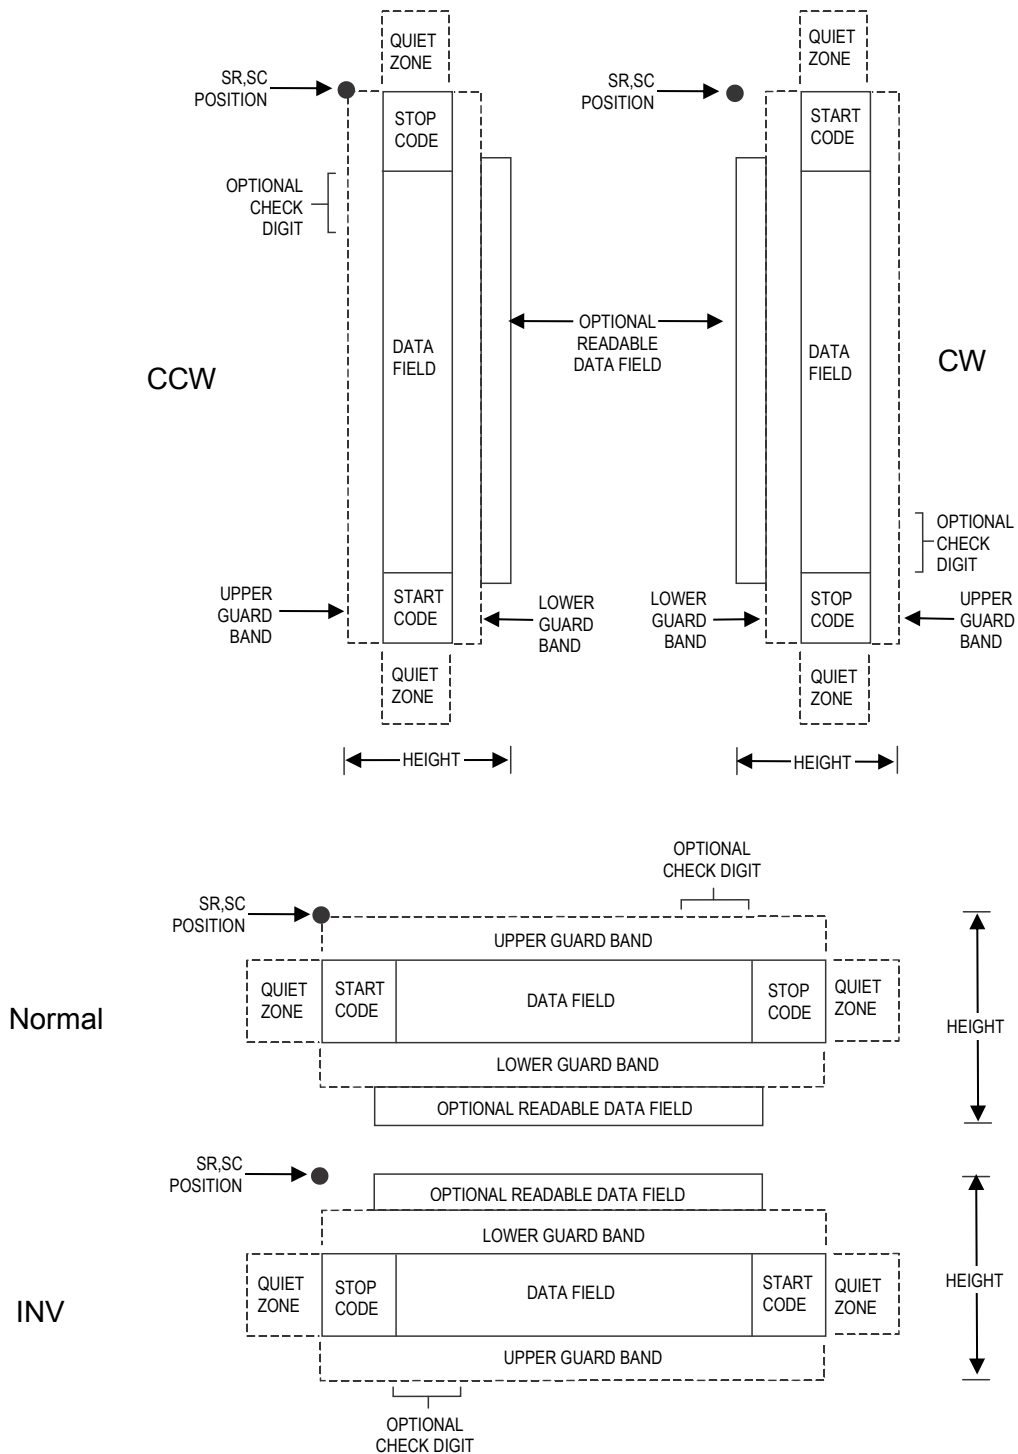 QUIET
ZONE
QUIET
ZONE
SR,SC
POSITION
SR,SC
POSITION
STOP
CODE
START
CODE
OPTIONAL
CHECK
DIGIT
OPTIONAL
READABLE
DATA FIELD
DATA
FIELD
DATA
FIELD
CCW
CW
OPTIONAL
CHECK
DIGIT
UPPER
GUARD
BAND
START
CODE
LOWER
GUARD
BAND
LOWER
GUARD
BAND
STOP
CODE
UPPER
GUARD
BAND
QUIET
ZONE
QUIET
ZONE
HEIGHT
HEIGHT
OPTIONAL
CHECK DIGIT
SR,SC
POSITION
UPPER GUARD BAND
Normal
QUIET
ZONE
START
CODE
DATA FIELD
STOP
CODE
QUIET
ZONE
HEIGHT
LOWER GUARD BAND
OPTIONAL READABLE DATA FIELD
SR,SC
POSITION
OPTIONAL READABLE DATA FIELD
LOWER GUARD BAND
INV
QUIET
ZONE
STOP
CODE
DATA FIELD
START
CODE
QUIET
ZONE
HEIGHT
UPPER GUARD BAND
OPTIONAL
CHECK DIGIT